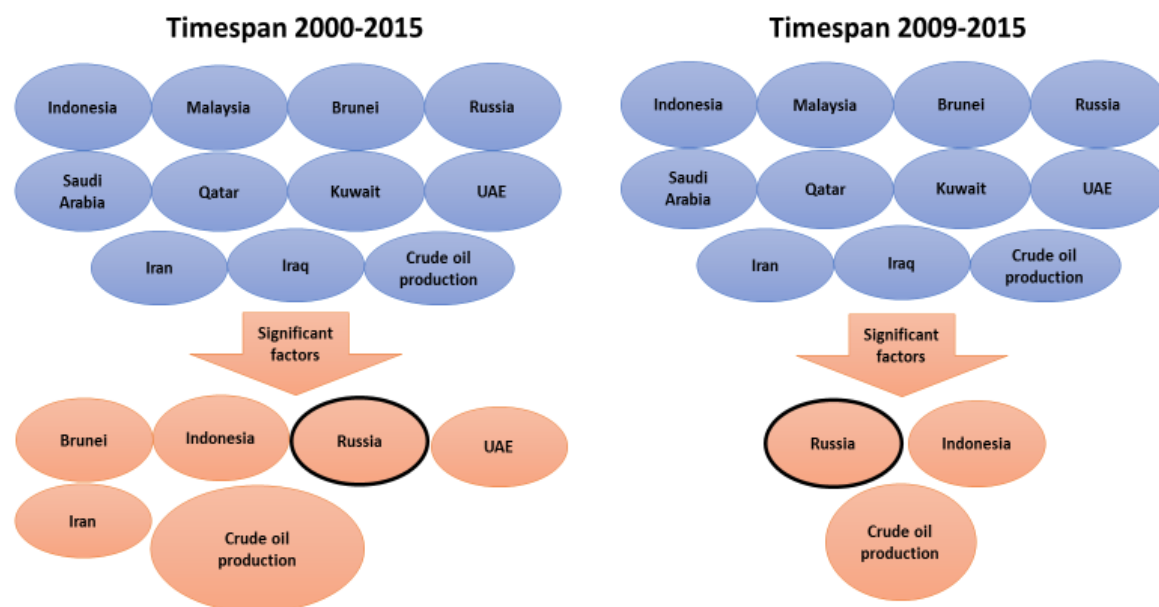 Timespan 2000-2015
Indonesia
Malaysia
Brunei
Russia
Saudi
Arabia
Qatar
Kuwait
UAE
Iran
Iraq
Crude oil
production
Significant
factors
Brunei
Indonesia
Russia
UAE
Iran
Crude oil
production
Timespan 2009-2015
Indonesia
Malaysia
Brunei
Russia
Saudi
Arabia
Qatar
Kuwait
UAE
Iran
Iraq
Crude oil
production
Significant
factors
Russia
Indonesia
Crude oil
production